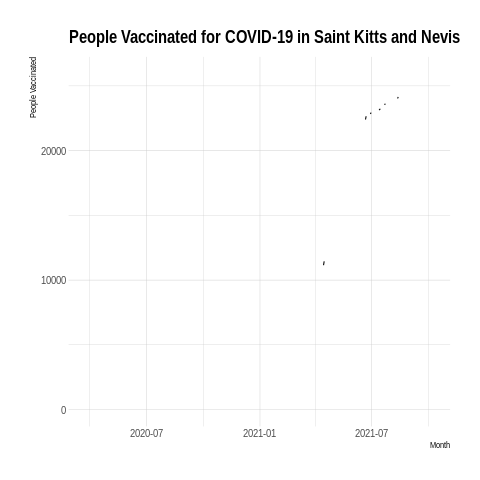 People Vaccinated for COVID-19 in Saint Kitts and Nevis
People Vaccinated
20000
10000
0
2020-07
2021-01
2021-07
Month